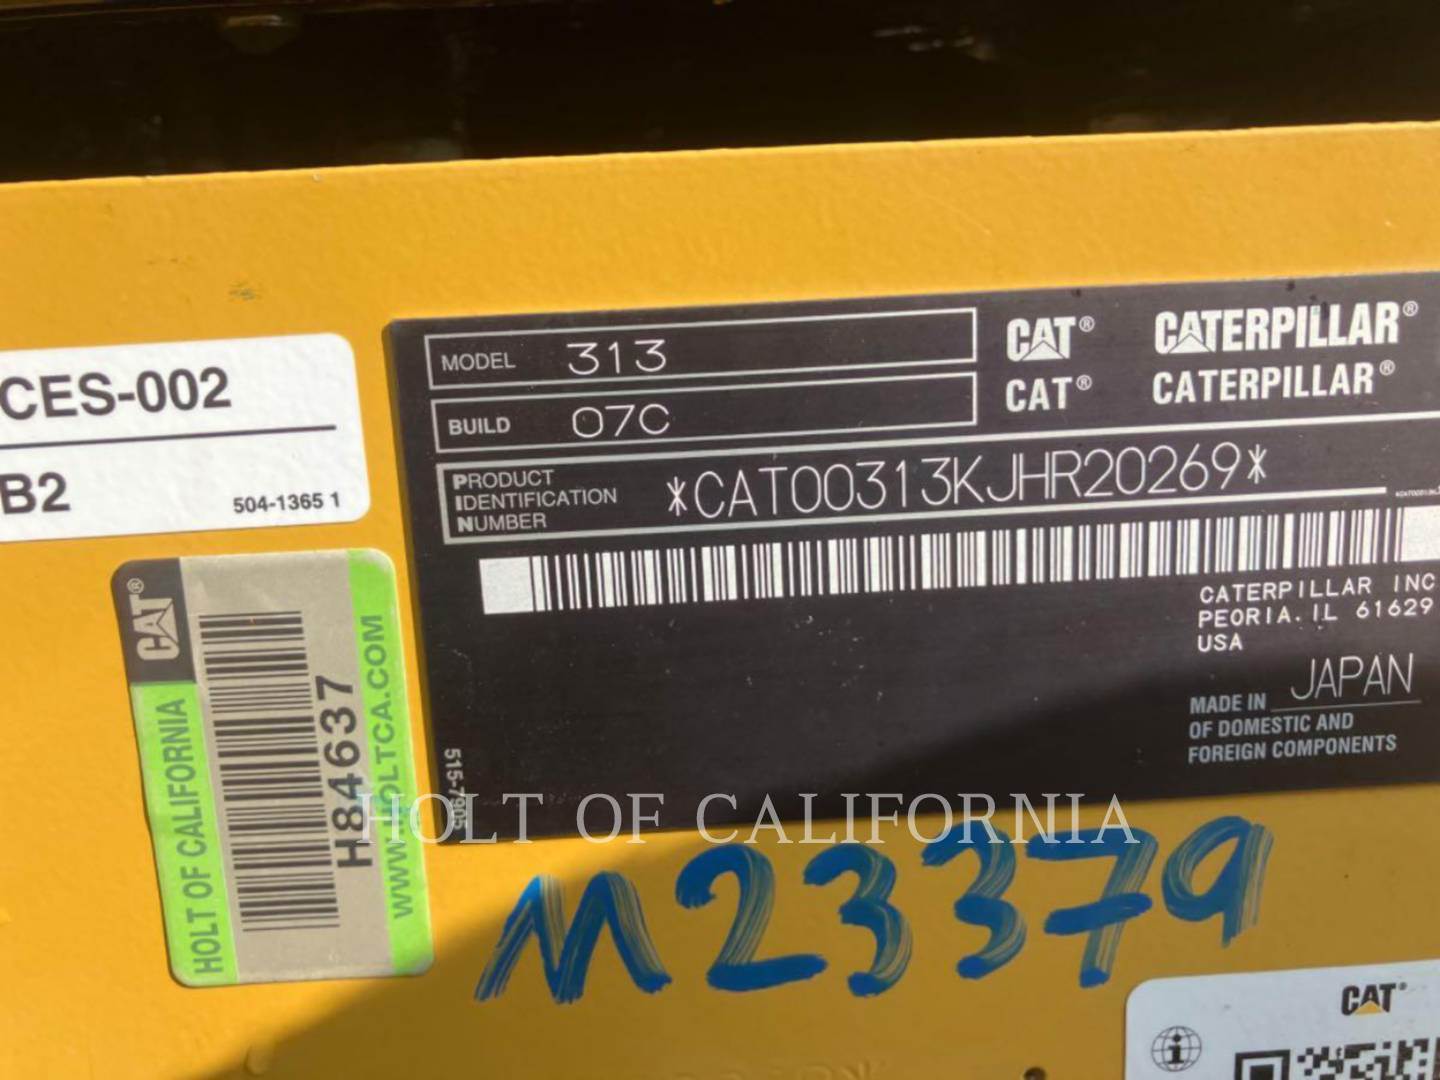 MODEL 313
BUILD 07C
PRODUCT IDENTIFICATION NUMBER *CAT00313KJHR20269*
CAT® CATERPILLAR®
CAT® CATERPILLAR®
CATERPILLAR INC
PEORIA. IL 61629
USA
MADE IN JAPAN
OF DOMESTIC AND
FOREIGN COMPONENTS
515-7905
CES-002
B2
504-1365 1
CAT®
HOLT OF CALIFORNIA
H84637
WWW.HOLTCA.COM
HOLT OF CALIFORNIA
M23379
CAT®